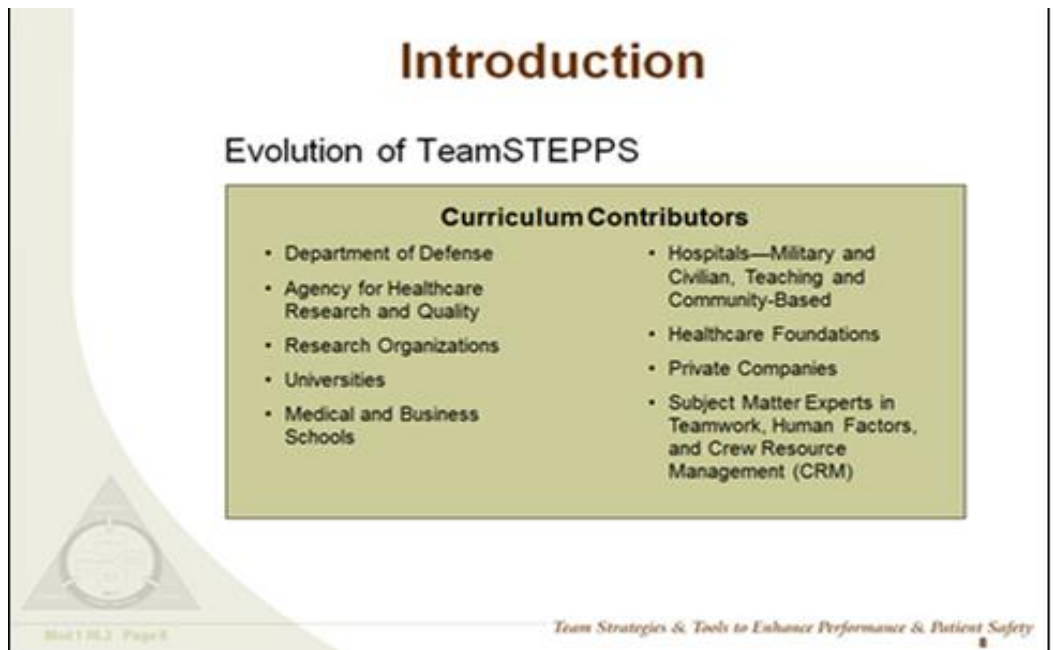 Introduction
Evolution of TeamSTEPPS
Curriculum Contributors
• Department of Defense
• Agency for Healthcare
Research and Quality
• Research Organizations
• Universities
• Medical and Business
Schools
• Hospitals—Military and
Civilian, Teaching and
Community-Based
• Healthcare Foundations
• Private Companies
• Subject Matter Experts in
Teamwork, Human Factors,
and Crew Resource
Management (CRM)
Team Strategies & Tools to Enhance Performance & Patient Safety
8